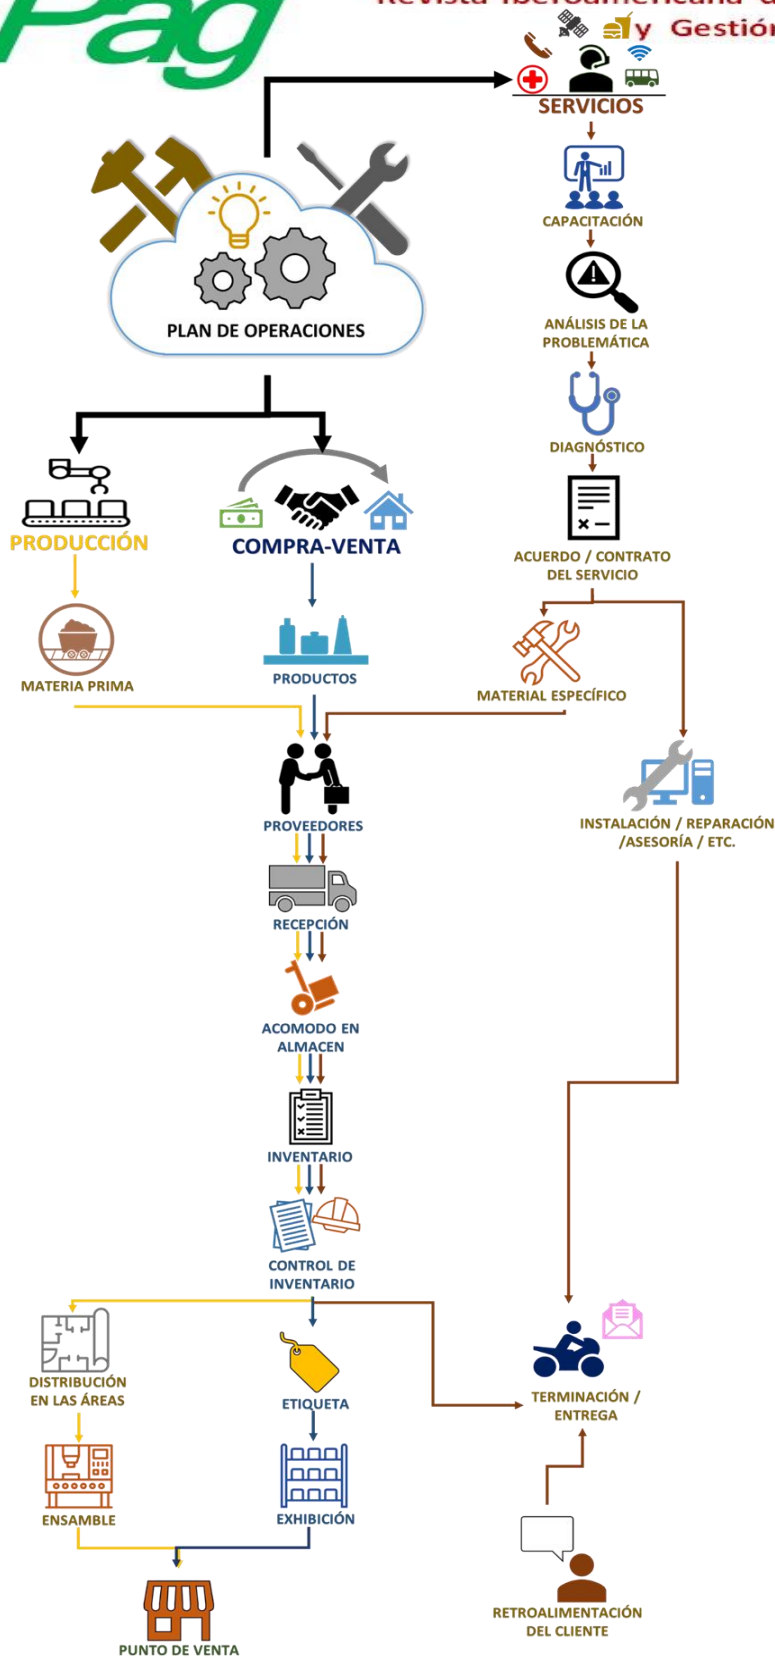 Pag
Revista Iberoamericana
y Gestión
SERVICIOS
CAPACITACIÓN
ANÁLISIS DE LA
PROBLEMÁTICA
DIAGNÓSTICO
ACUERDO / CONTRATO
DEL SERVICIO
PLAN DE OPERACIONES
PRODUCCIÓN
COMPRA-VENTA
MATERIA PRIMA
PRODUCTOS
MATERIAL ESPECÍFICO
INSTALACIÓN / REPARACIÓN
/ASESORÍA / ETC.
PROVEEDORES
RECEPCIÓN
ACOMODO EN
ALMACEN
INVENTARIO
CONTROL DE
INVENTARIO
DISTRIBUCIÓN
EN LAS ÁREAS
ETIQUETA
TERMINACIÓN /
ENTREGA
ENSAMBLE
EXHIBICIÓN
RETROALIMENTACIÓN
DEL CLIENTE
PUNTO DE VENTA